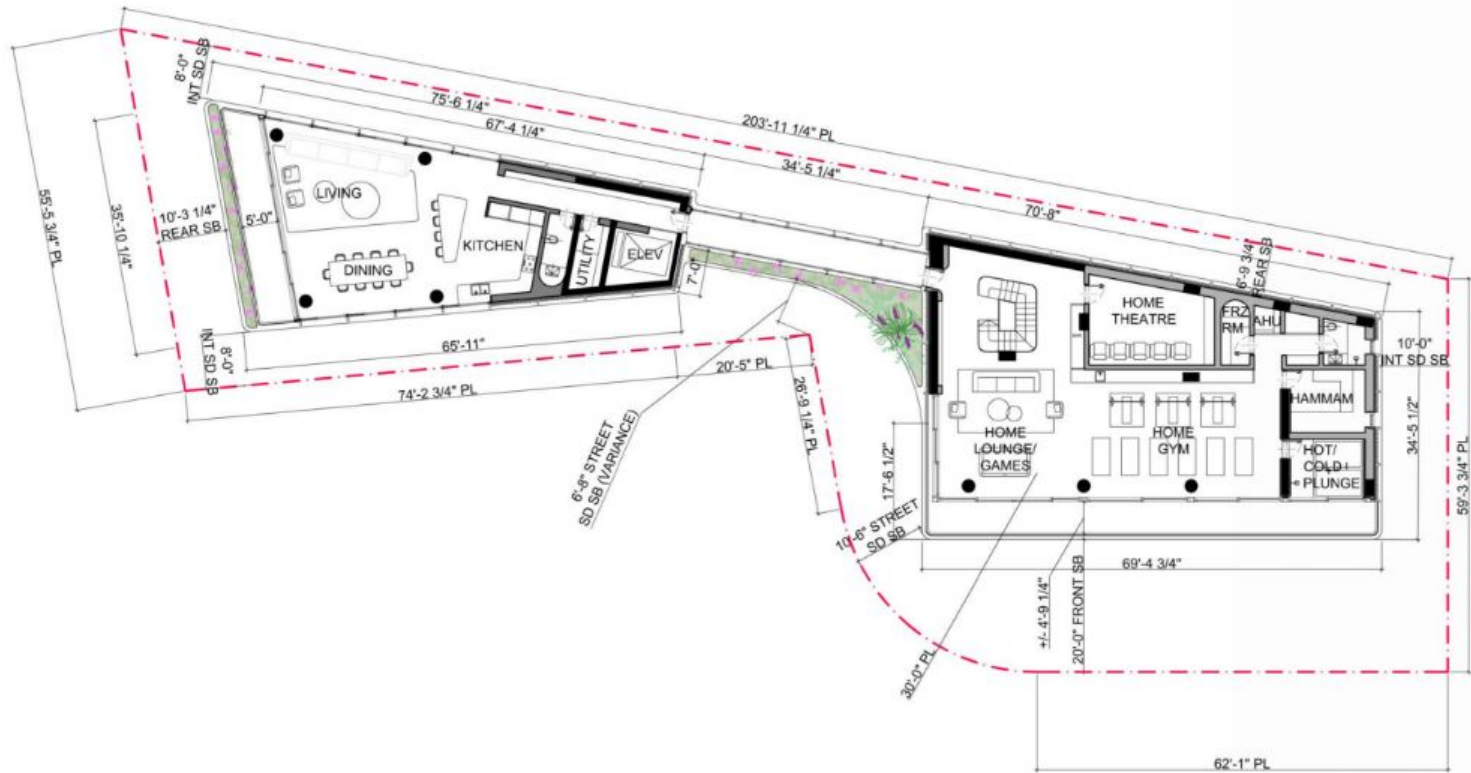 8'-0"
INT SD SB
75'-6 1/4"
67'-4 1/4"
203'-11 1/4" PL
34'-5 1/4"
70'-8"
55'-5 3/4" PL
35'-10 1/4"
10'-3 1/4"
REAR SB
5'-0"
LIVING
DINING
KITCHEN
UTILITY
ELEV
7'-0"
6'-9 3/4"
REAR SB
HOME
THEATRE
FRZ
RM
AHU
10'-0"
INT SD SB
HAMMAM
HOME
LOUNGE/
GAMES
HOME
GYM
HOT/
COLD
PLUNGE
34'-5 1/2"
59'-3 3/4" PL
INT SD SB
8'-0"
65'-11"
74'-2 3/4" PL
20'-5" PL
26'-9 1/4" PL
6'-8" STREET
SD SB (VARIANCE)
17'-6 1/2"
10'-6" STREET
SD SB
69'-4 3/4"
+/- 4'-9 1/4"
20'-0" FRONT SB
30'-0" PL
62'-1" PL